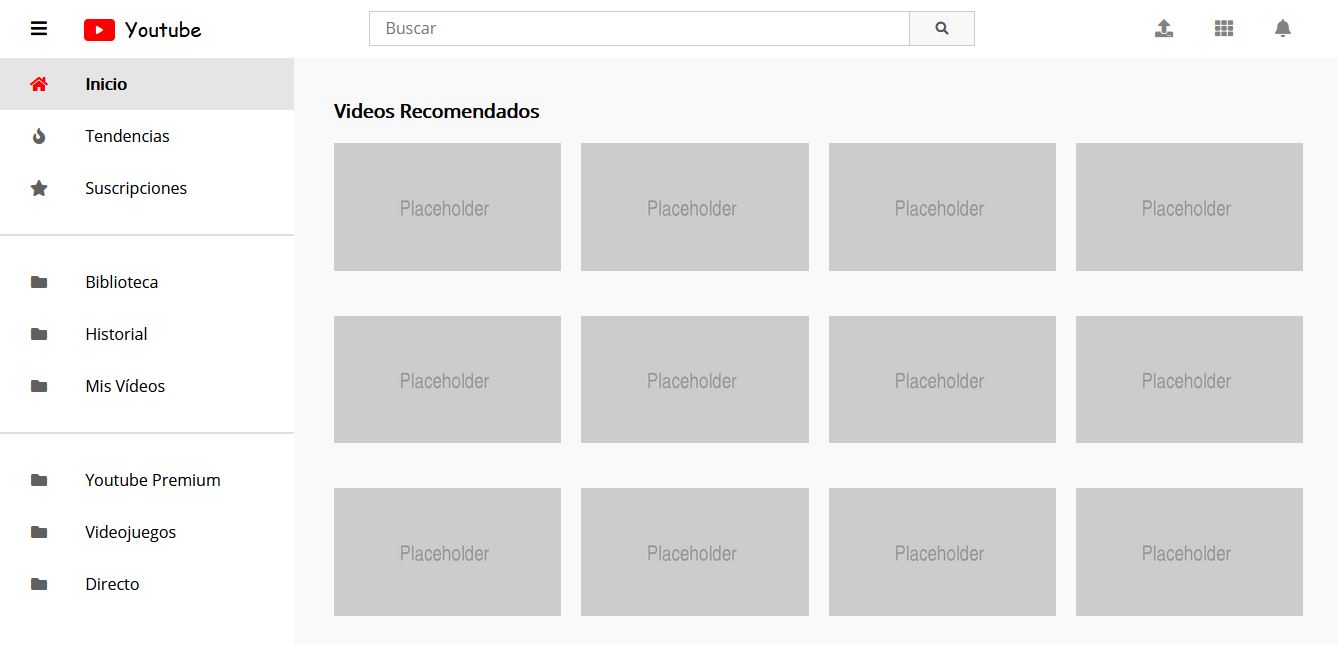 Youtube
Buscar
Inicio
Tendencias
Suscripciones
Biblioteca
Historial
Mis Vídeos
Youtube Premium
Videojuegos
Directo
Videos Recomendados
Placeholder Placeholder Placeholder Placeholder
Placeholder Placeholder Placeholder Placeholder
Placeholder Placeholder Placeholder Placeholder